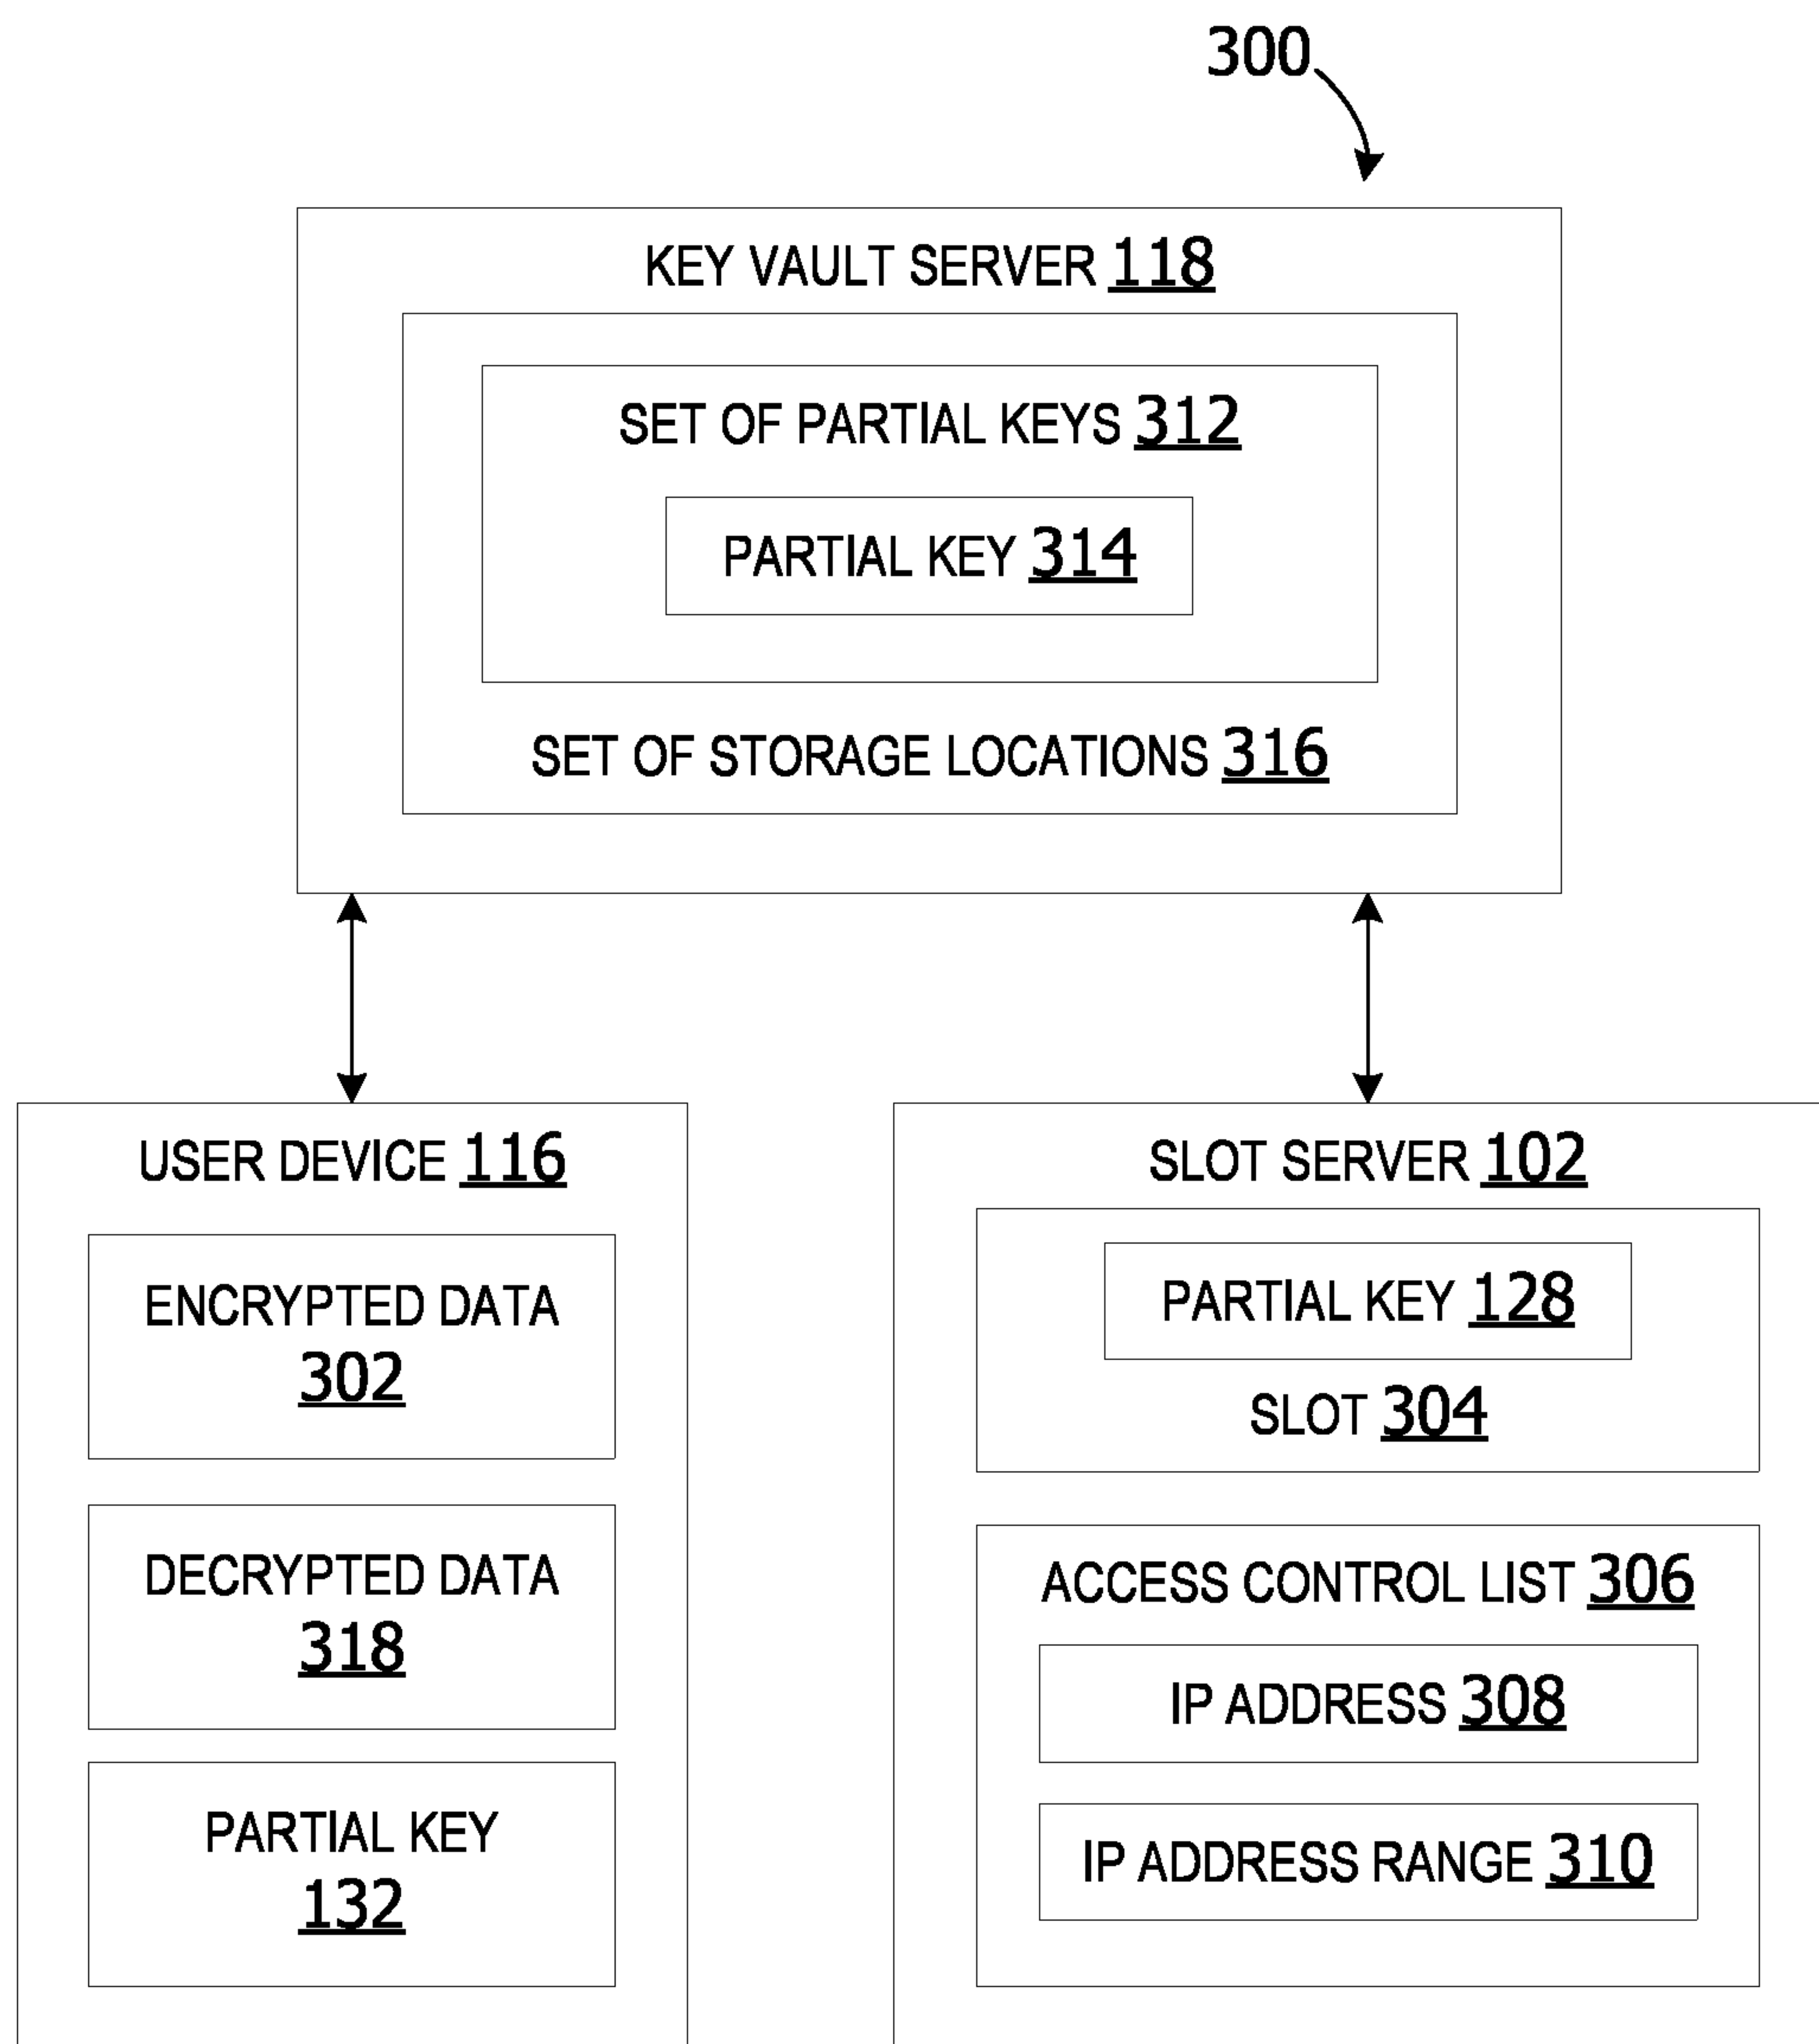 300
KEY VAULT SERVER 118
SET OF PARTIAL KEYS 312
PARTIAL KEY 314
SET OF STORAGE LOCATIONS 316
USER DEVICE 116
ENCRYPTED DATA
302
DECRYPTED DATA
318
PARTIAL KEY
132
SLOT SERVER 102
PARTIAL KEY 128
SLOT 304
ACCESS CONTROL LIST 306
IP ADDRESS 308
IP ADDRESS RANGE 310